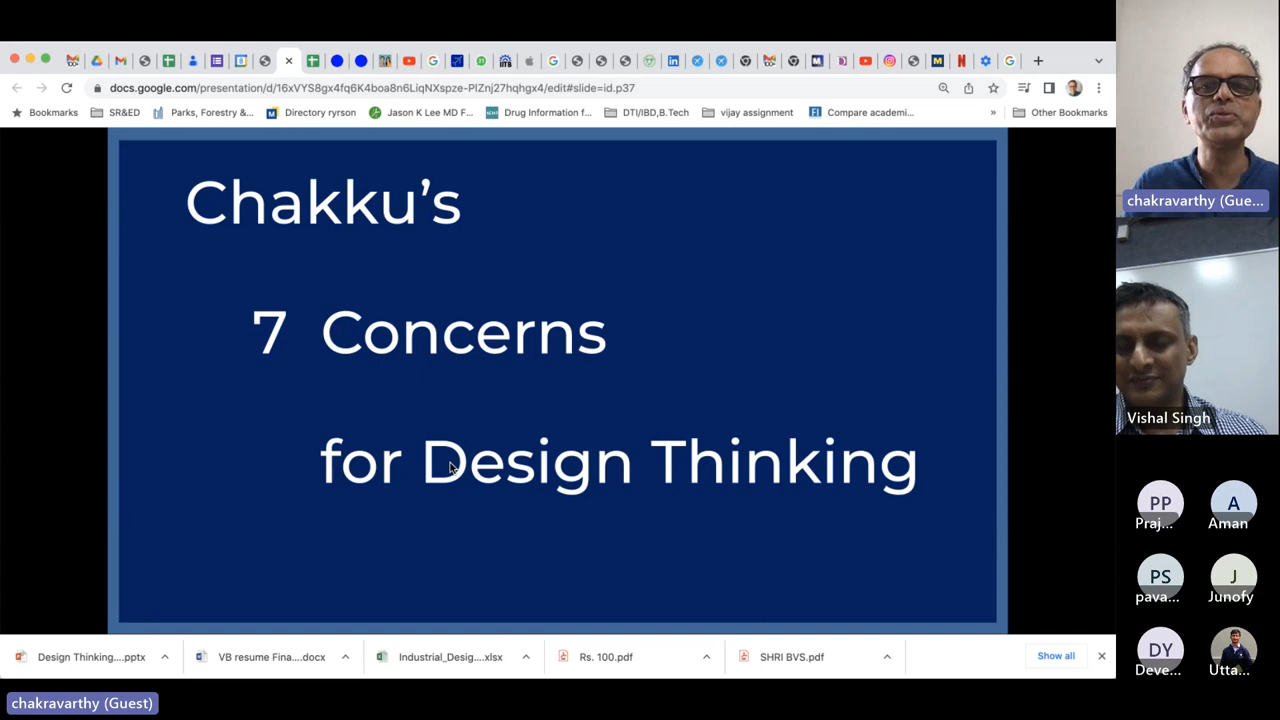 docs.google.com/presentation/d/16xVYS8gx4fq6K4boa8n6LiqNXspze-PlZnj27hqhgx4/edit#slide=id.p37
Bookmarks SR&ED Parks, Forestry &... Directory ryrson Jason K Lee MD F... Drug Information f... DTI/IBD,B.Tech vijay assignment Compare academi... » Other Bookmarks
Chakku's
7 Concerns
for Design Thinking
Design Thinking....pptx VB resume Fina....docx Industrial_Desig....xlsx Rs. 100.pdf SHRI BVS.pdf Show all
chakravarthy (Guest)
chakravarthy (Gue...
Vishal Singh
PP A
Praj... Aman
PS J
pava... Junofy
DY
Deve... Utta...